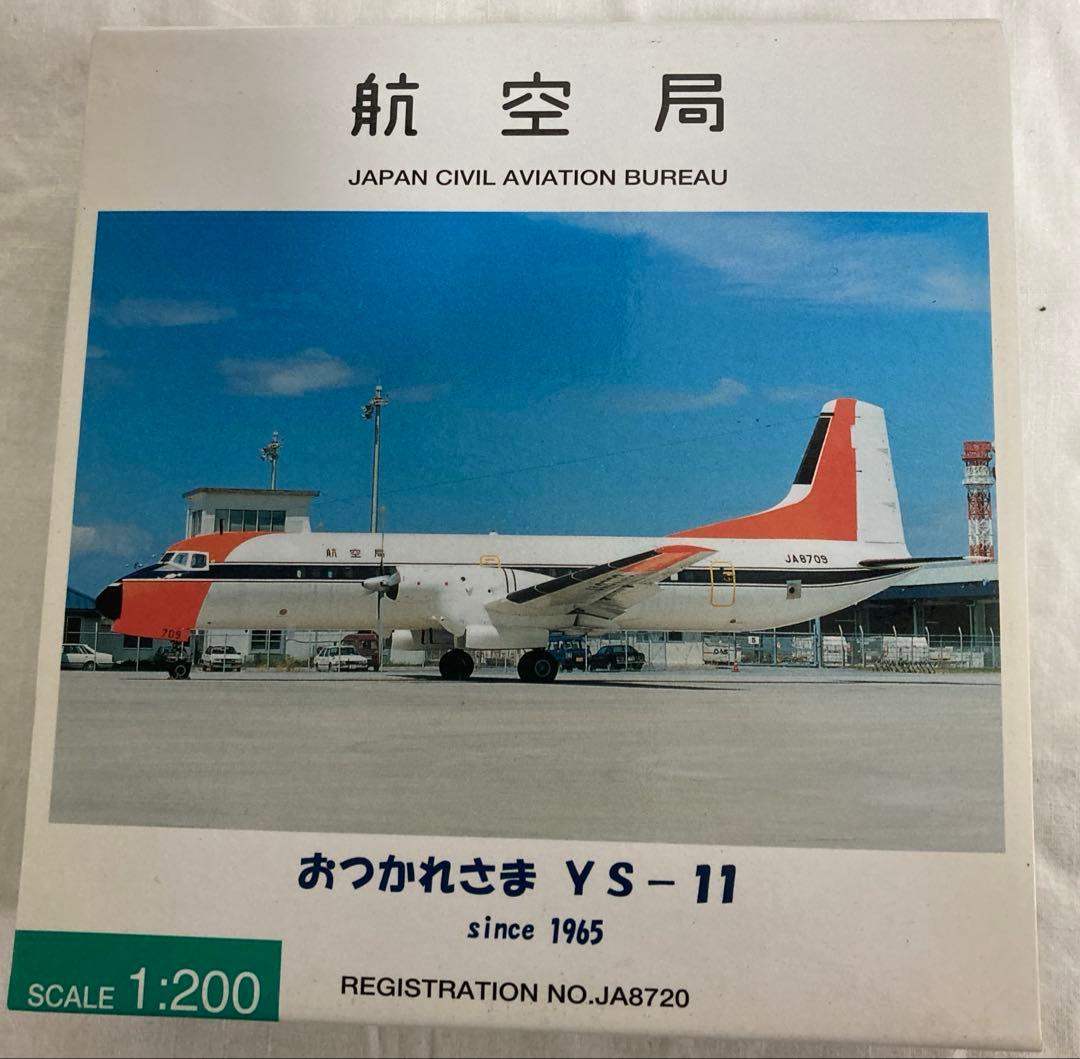 航空局
JAPAN CIVIL AVIATION BUREAU
航空局
JA8709
709
おつかれさま YS-11
since 1965
SCALE 1:200
REGISTRATION NO.JA8720